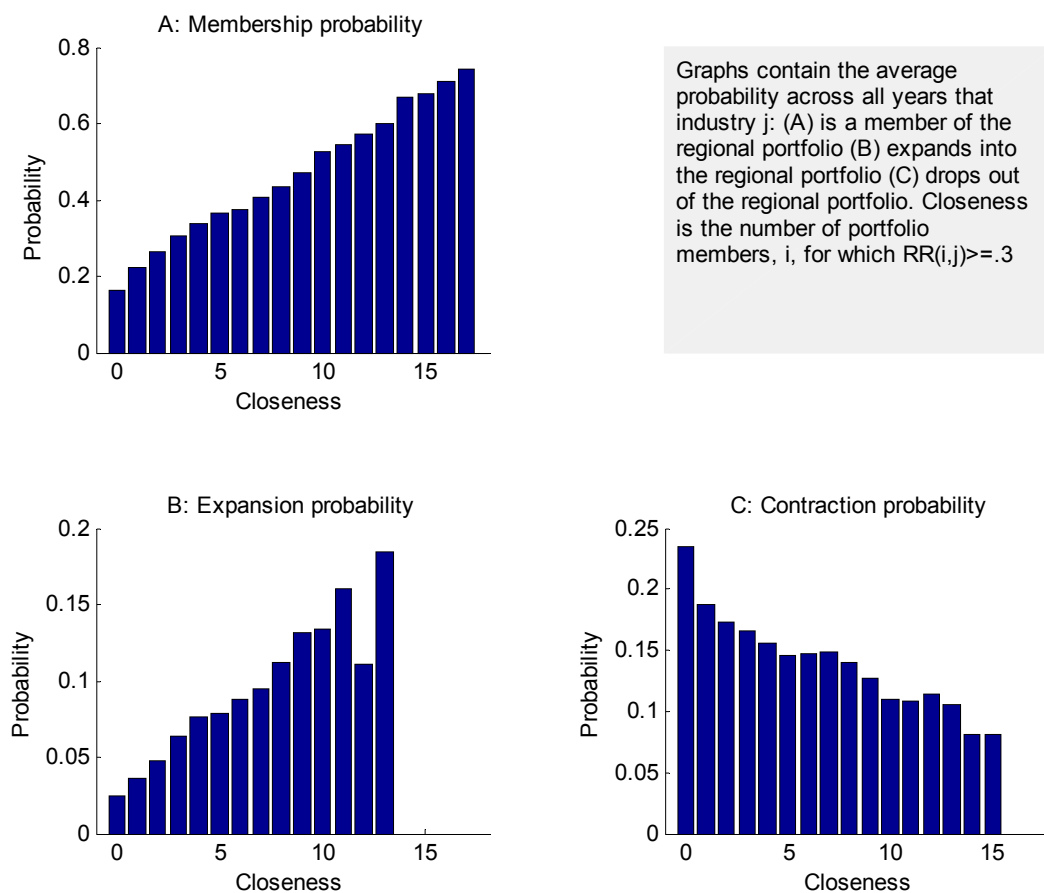 A: Membership probability
0.8
0.6
0.4
0.2
0
Probability
0 5 10 15
Closeness
Graphs contain the average
probability across all years that
industry j: (A) is a member of the
regional portfolio (B) expands into
the regional portfolio (C) drops out
of the regional portfolio. Closeness
is the number of portfolio
members, i, for which RR(i,j)>=.3
B: Expansion probability
0.2
0.15
0.1
0.05
0
Probability
0 5 10 15
Closeness
C: Contraction probability
0.25
0.2
0.15
0.1
0.05
0
Probability
0 5 10 15
Closeness